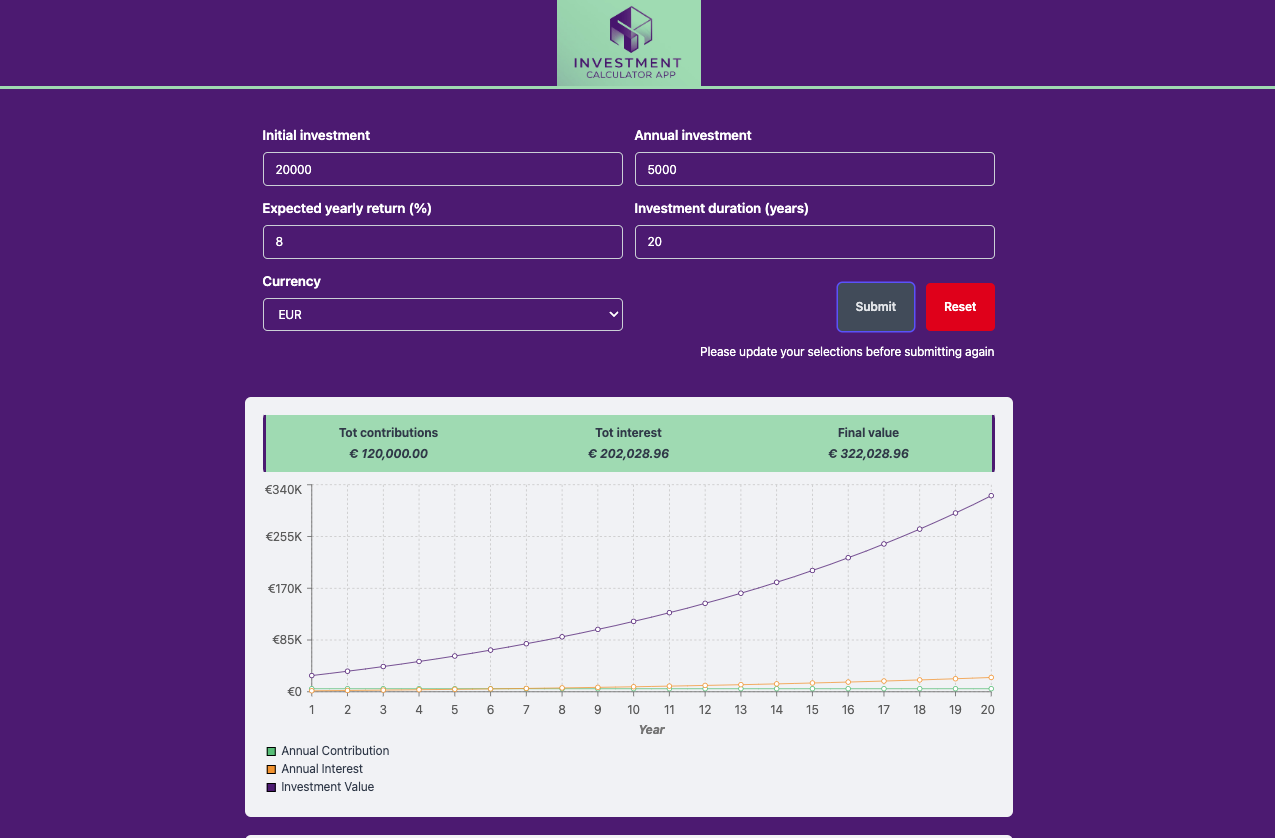 INVESTMENT
CALCULATOR APP
Initial investment
Annual investment
20000
5000
Expected yearly return (%)
Investment duration (years)
8
20
Currency
EUR
Submit
Reset
Please update your selections before submitting again
Tot contributions
Tot interest
Final value
€ 120,000.00
€ 202,028.96
€ 322,028.96
€340K
€255K
€170K
€85K
€0
1 2 3 4 5 6 7 8 9 10 11 12 13 14 15 16 17 18 19 20
Year
Annual Contribution
Annual Interest
Investment Value